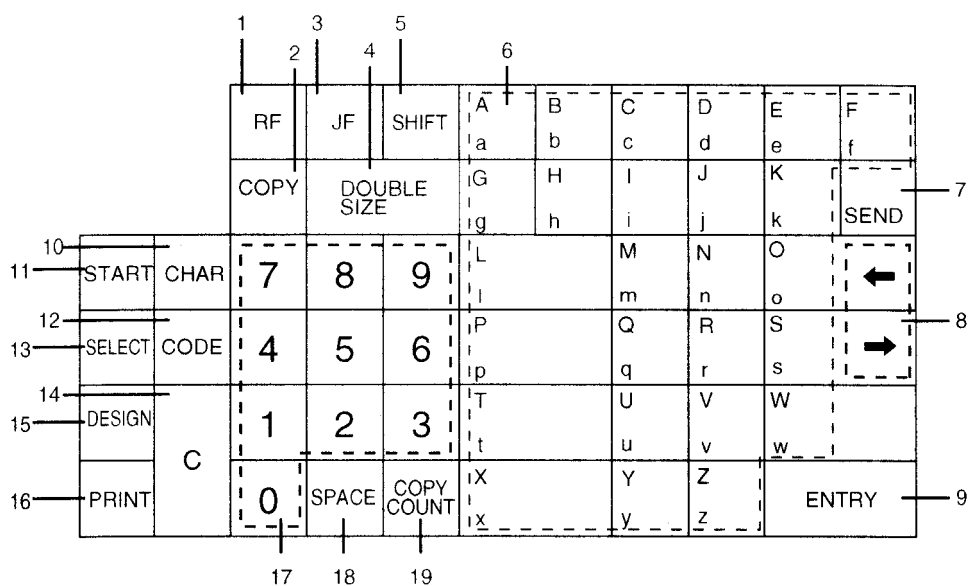 1 3 5 6
2 4
RF JF SHIFT A B C D E F
a b c d e f
COPY DOUBLE SIZE G H I J K
g h i j k SEND 7
10 L M N O
11 START CHAR 7 8 9
l m n o
12 P Q R S 8
13 SELECT CODE 4 5 6
p q r s
14 T U V W
15 DESIGN 1 2 3
t u v w
C
X Y Z
16 PRINT 0 SPACE COPY COUNT ENTRY 9
x y z
17 18 19